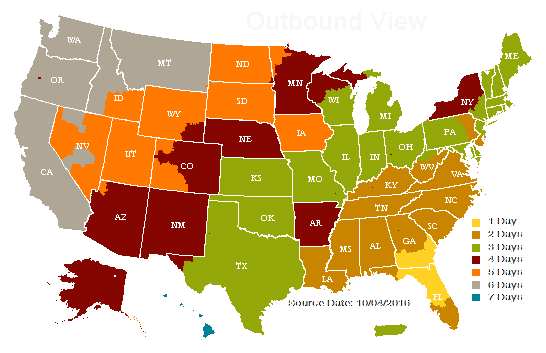 Outbound View
WA
MT
ND
MN
ME
OR
ID
SD
WI
NY
WY
MI
NV
NE
IA
PA
UT
CO
IL
IN
OH
CA
KS
MO
WV
VA
KY
NC
TN
AZ
NM
OK
AR
SC
MS
AL
GA
TX
LA
FL
1 Day
2 Days
3 Days
4 Days
5 Days
6 Days
7 Days
Source Date: 10/04/2016